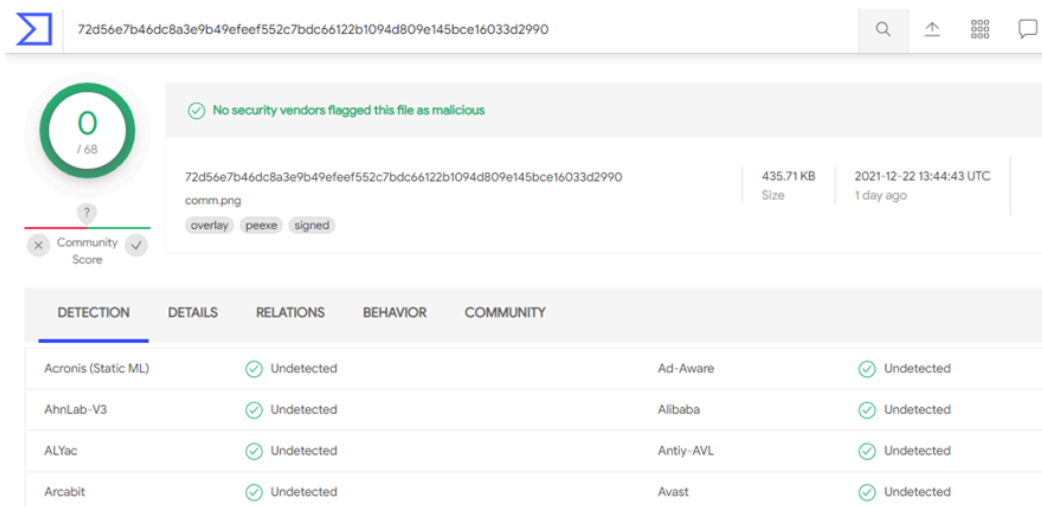 72d56e7b46dc8a3e9b49efeef552c7bdc66122b1094d809e145bce16033d2990
0
/ 68
No security vendors flagged this file as malicious
72d56e7b46dc8a3e9b49efeef552c7bdc66122b1094d809e145bce16033d2990
comm.png
overlay peexe signed
435.71 KB
Size
2021-12-22 13:44:43 UTC
1 day ago
?
Community
Score
DETECTION DETAILS RELATIONS BEHAVIOR COMMUNITY
Acronis (Static ML) Undetected Ad-Aware Undetected
AhnLab-V3 Undetected Alibaba Undetected
ALYac Undetected Antiy-AVL Undetected
Arcabit Undetected Avast Undetected